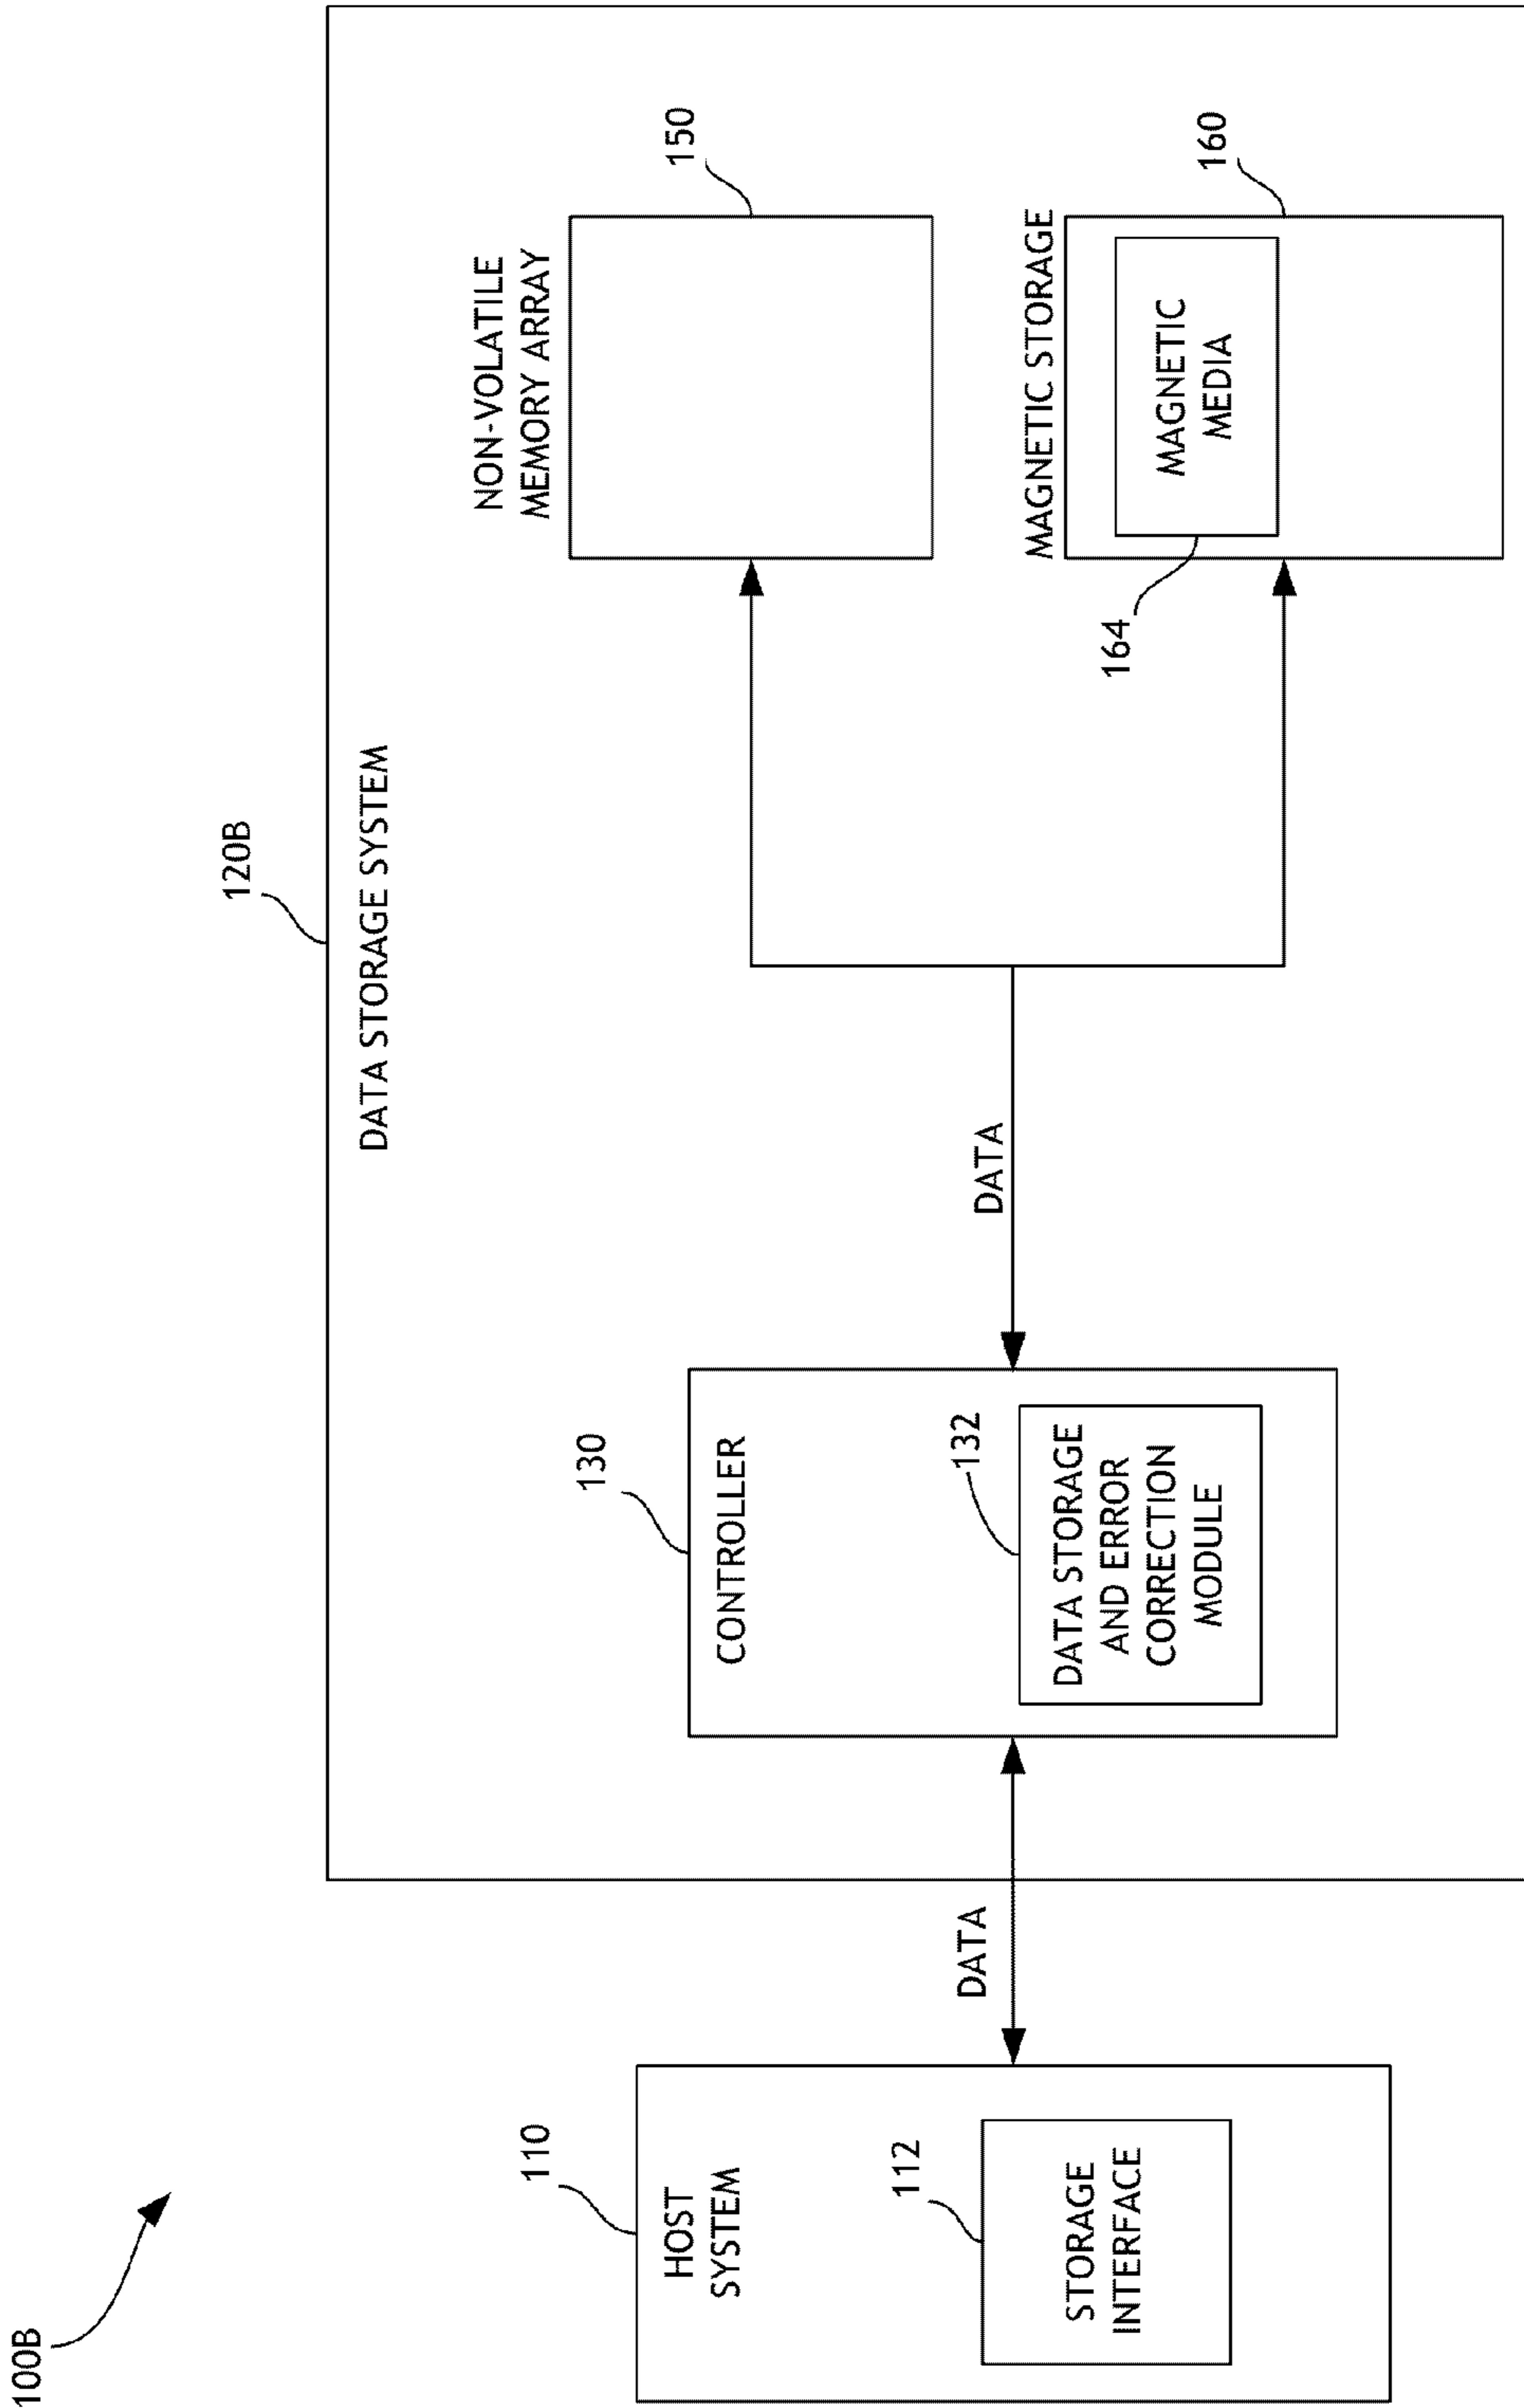 100B
120B
DATA STORAGE SYSTEM
110
HOST
SYSTEM
112
STORAGE
INTERFACE
DATA
130
CONTROLLER
132
DATA STORAGE
AND ERROR
CORRECTION
MODULE
DATA
NON-VOLATILE
MEMORY ARRAY
150
MAGNETIC STORAGE
160
164
MAGNETIC
MEDIA